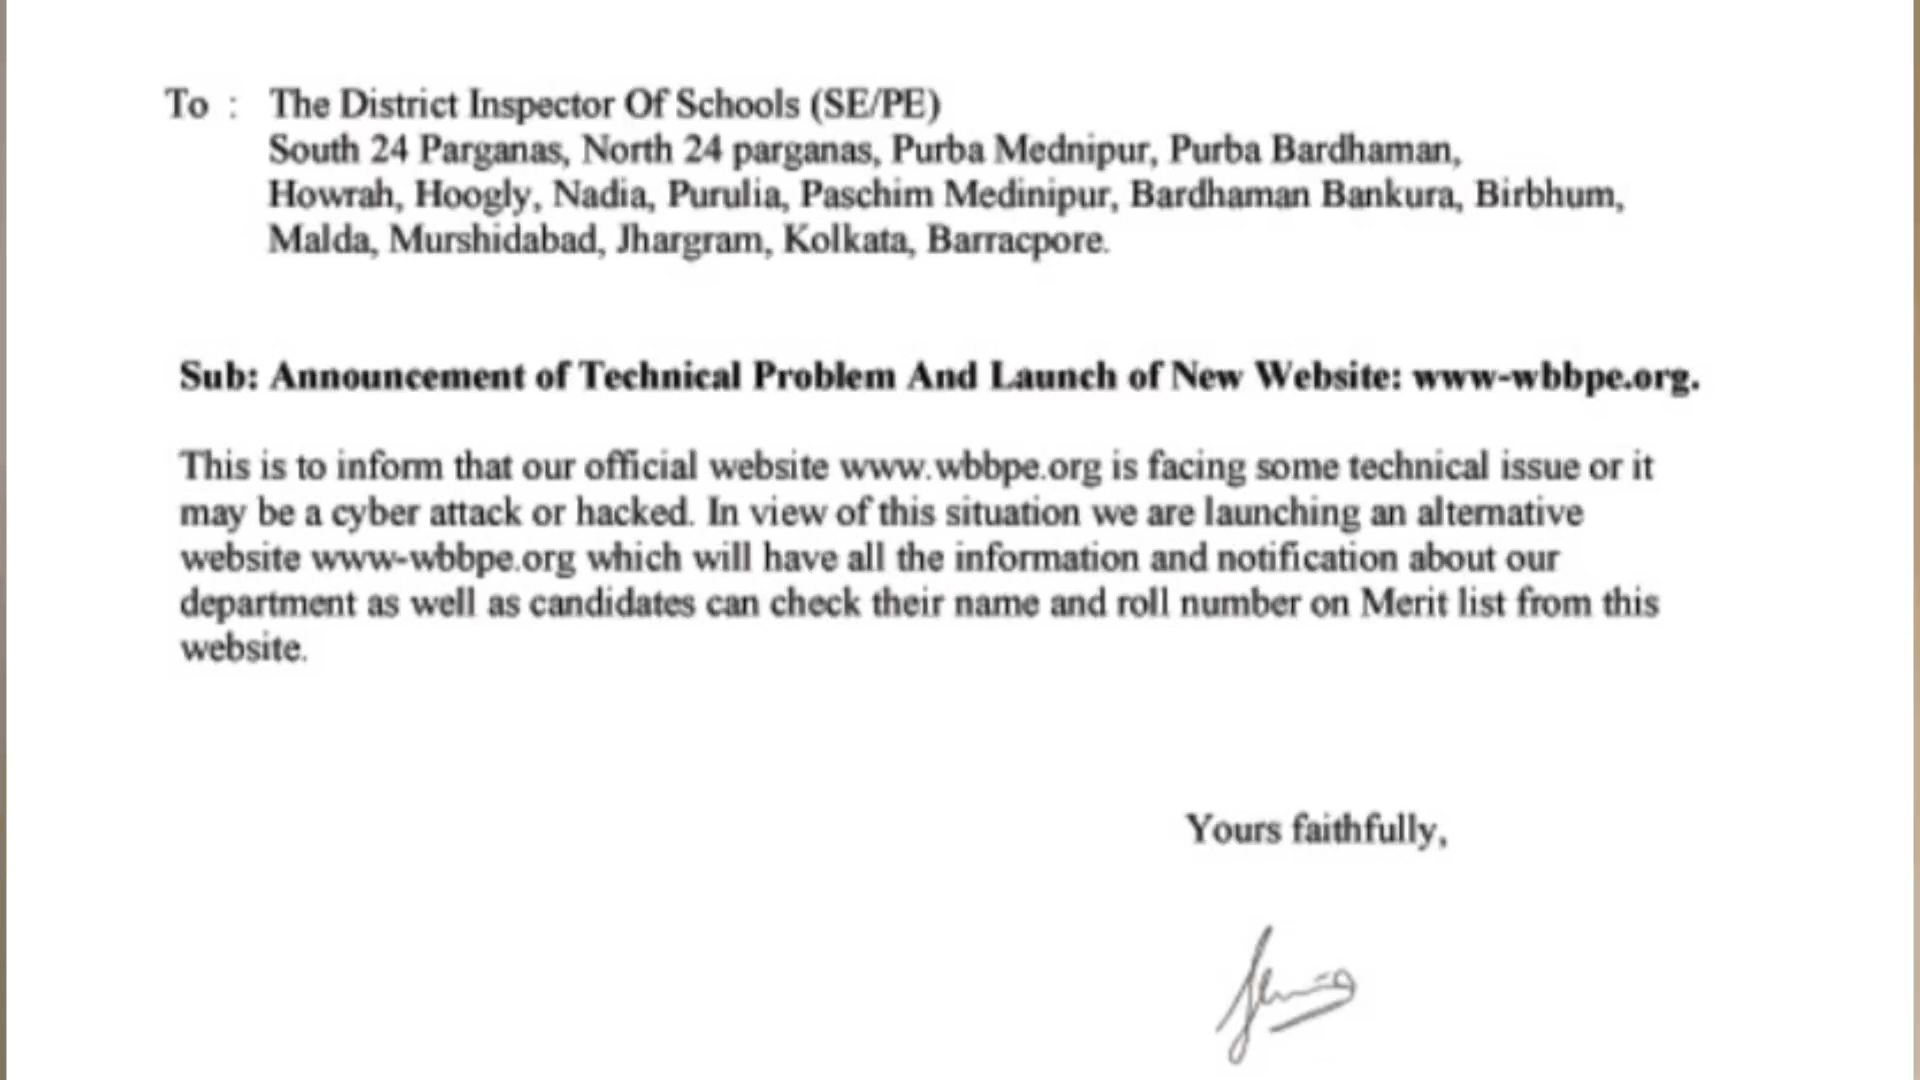 To : The District Inspector Of Schools (SE/PE)
South 24 Parganas, North 24 parganas, Purba Mednipur, Purba Bardhaman,
Howrah, Hoogly, Nadia, Purulia, Paschim Medinipur, Bardhaman Bankura, Birbhum,
Malda, Murshidabad, Jhargram, Kolkata, Barracpore.
Sub: Announcement of Technical Problem And Launch of New Website: www-wbbpe.org.
This is to inform that our official website www.wbbpe.org is facing some technical issue or it
may be a cyber attack or hacked. In view of this situation we are launching an alternative
website www-wbbpe.org which will have all the information and notification about our
department as well as candidates can check their name and roll number on Merit list from this
website.
Yours faithfully,